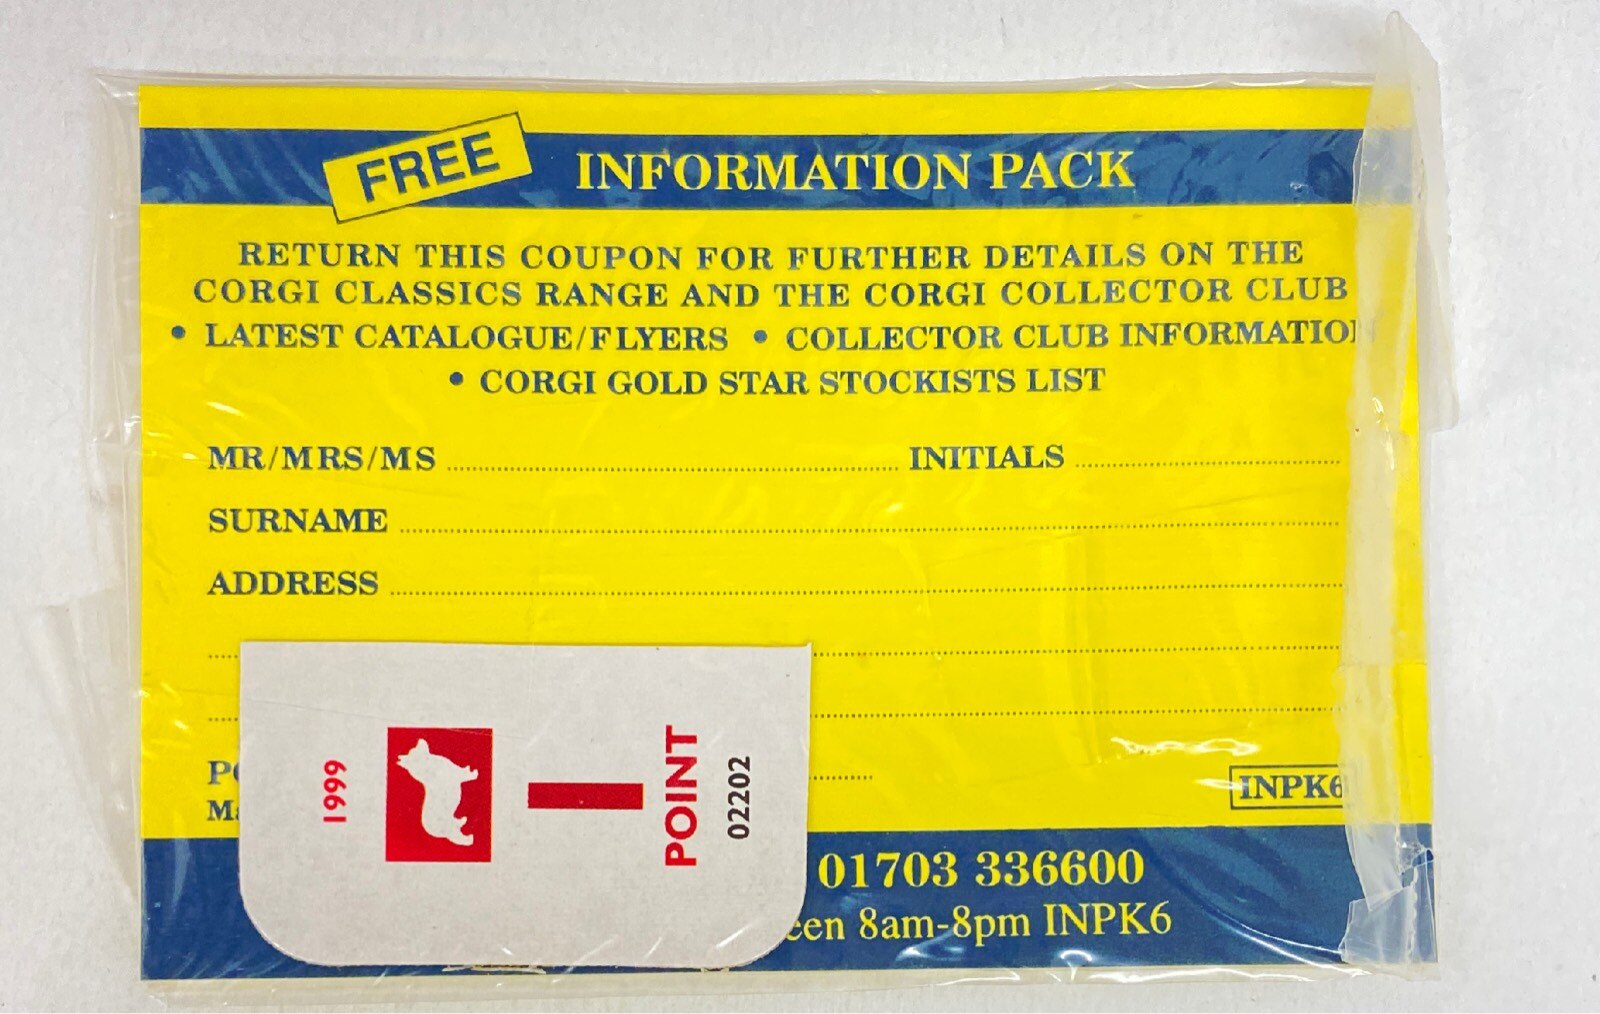 FREE INFORMATION PACK
RETURN THIS COUPON FOR FURTHER DETAILS ON THE
CORGI CLASSICS RANGE AND THE CORGI COLLECTOR CLUB
• LATEST CATALOGUE/FLYERS • COLLECTOR CLUB INFORMATION
• CORGI GOLD STAR STOCKISTS LIST
MR/MRS/MS INITIALS
SURNAME
ADDRESS
INPK6
01703 336600
8am-8pm INPK6
1999
1
POINT
02202